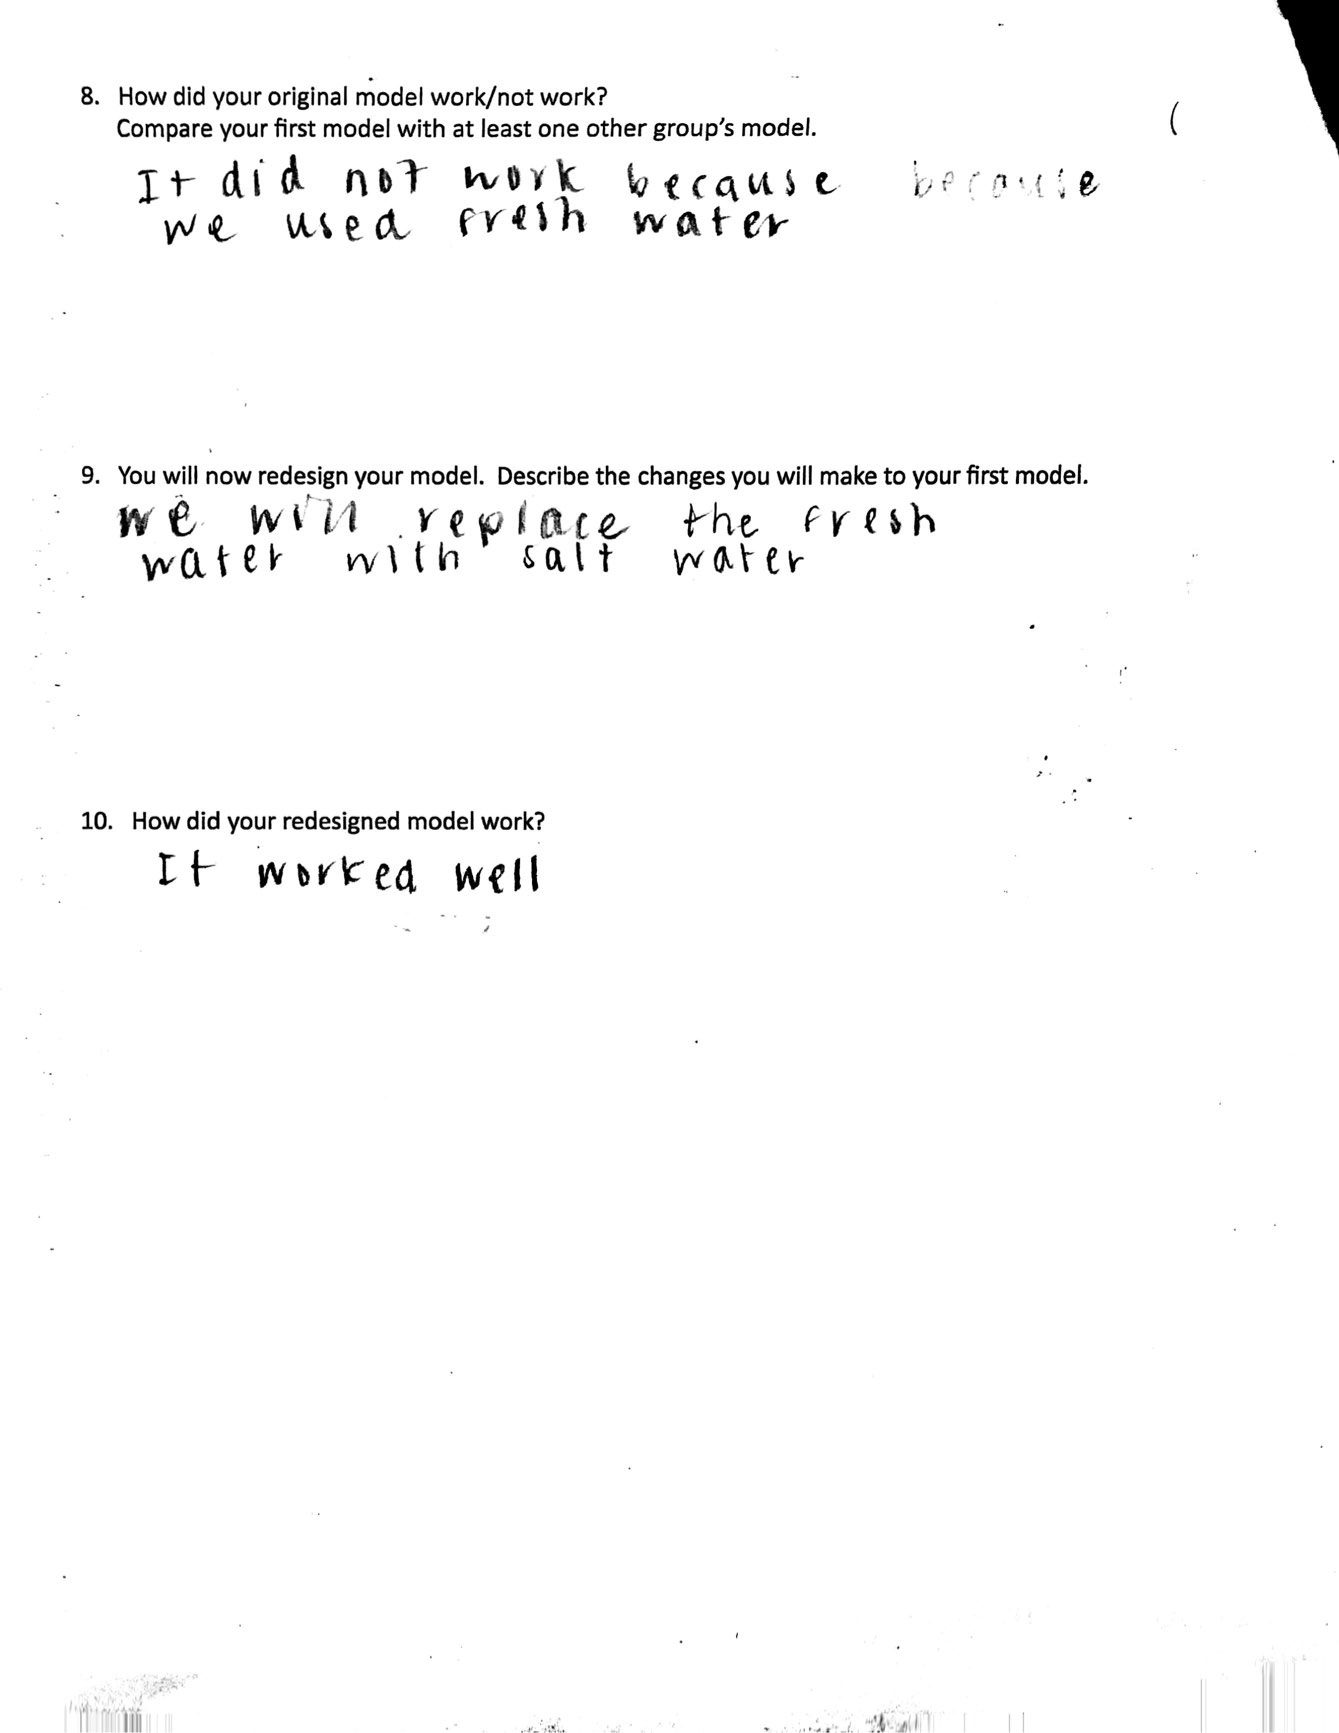 8. How did your original model work/not work?
Compare your first model with at least one other group's model.
It did not work because because
we used fresh water
9. You will now redesign your model. Describe the changes you will make to your first model.
we will replace the fresh
water with salt water
10. How did your redesigned model work?
It worked well